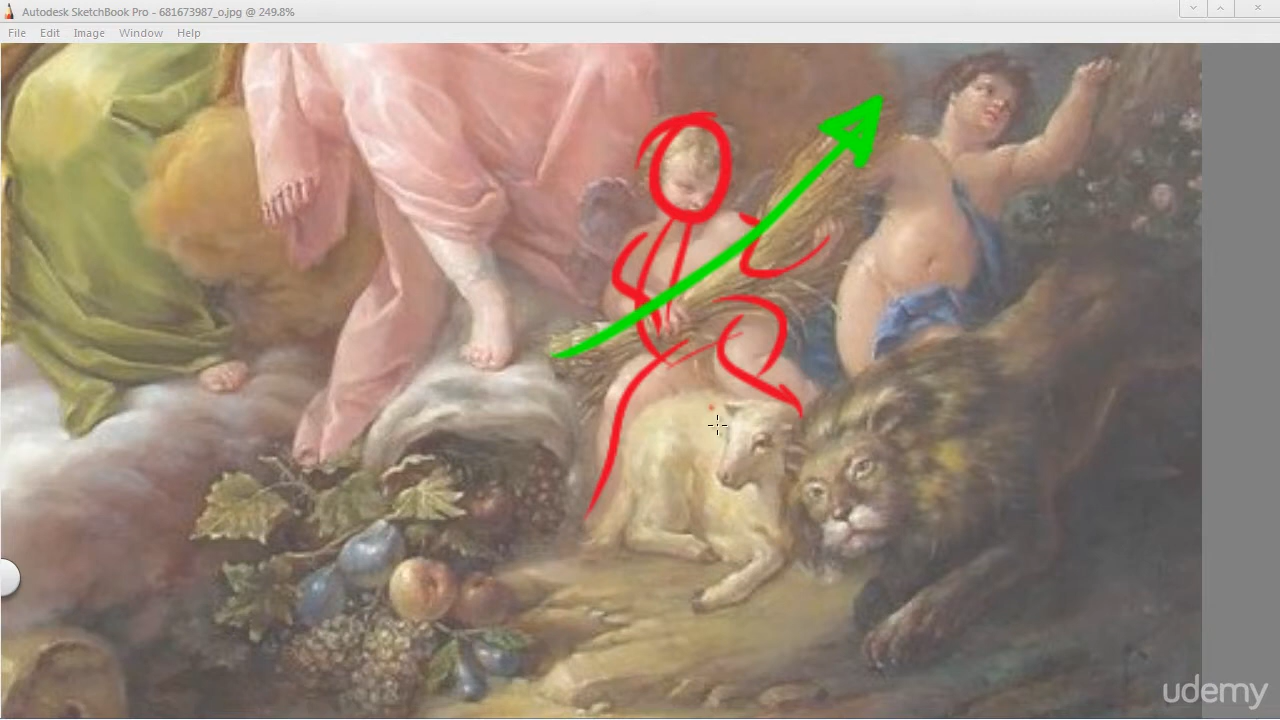 Autodesk SketchBook Pro - 681673987_o.jpg @ 249.8%
File Edit Image Window Help
udemy